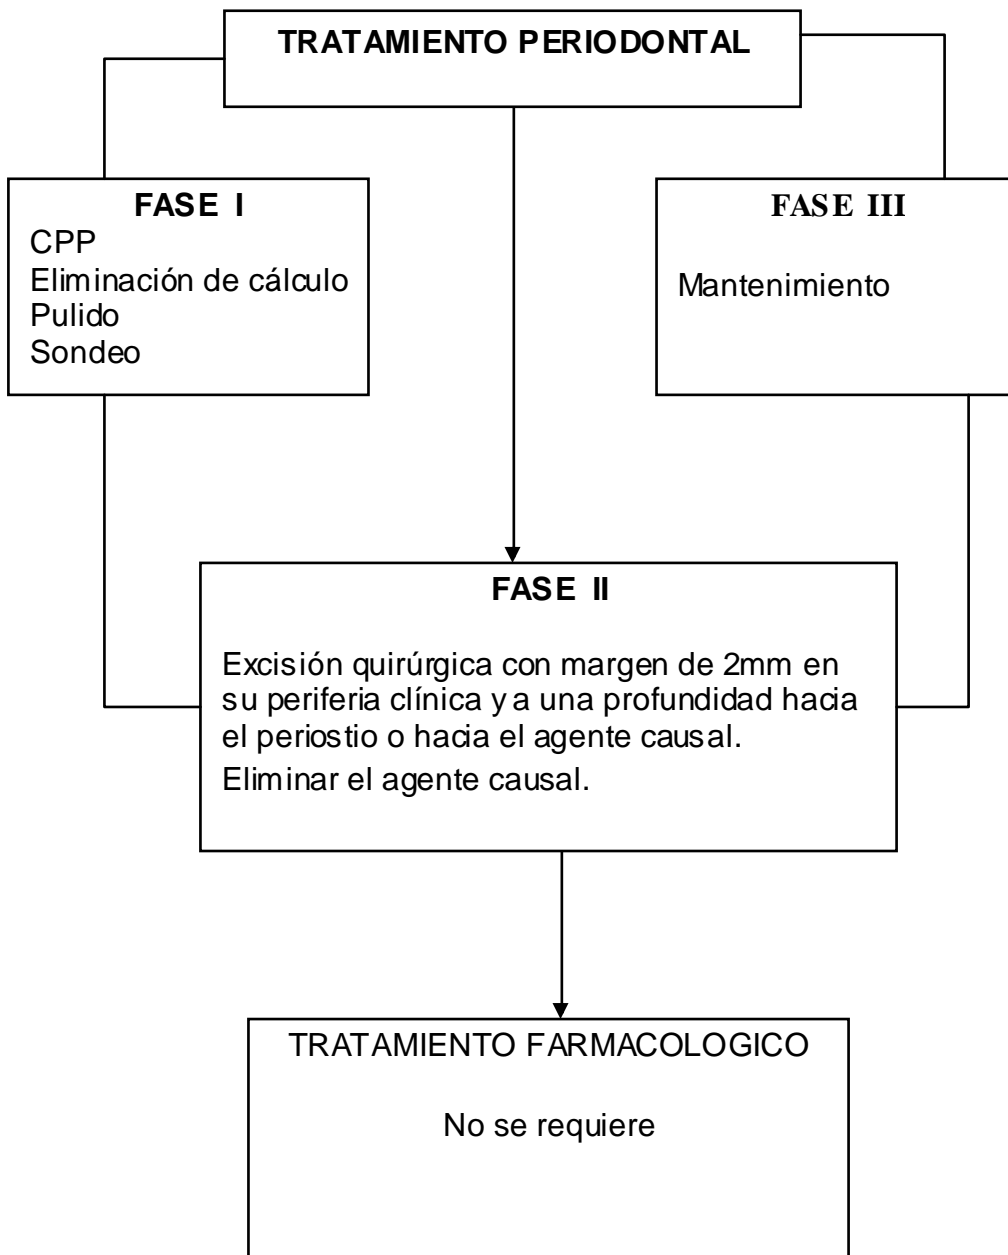 TRATAMIENTO PERIODONTAL
FASE I
CPP
Eliminación de cálculo
Pulido
Sondeo
FASE III
Mantenimiento
FASE II
Excisión quirúrgica con margen de 2mm en
su periferia clínica y a una profundidad hacia
el periostio o hacia el agente causal.
Eliminar el agente causal.
TRATAMIENTO FARMACOLOGICO
No se requiere